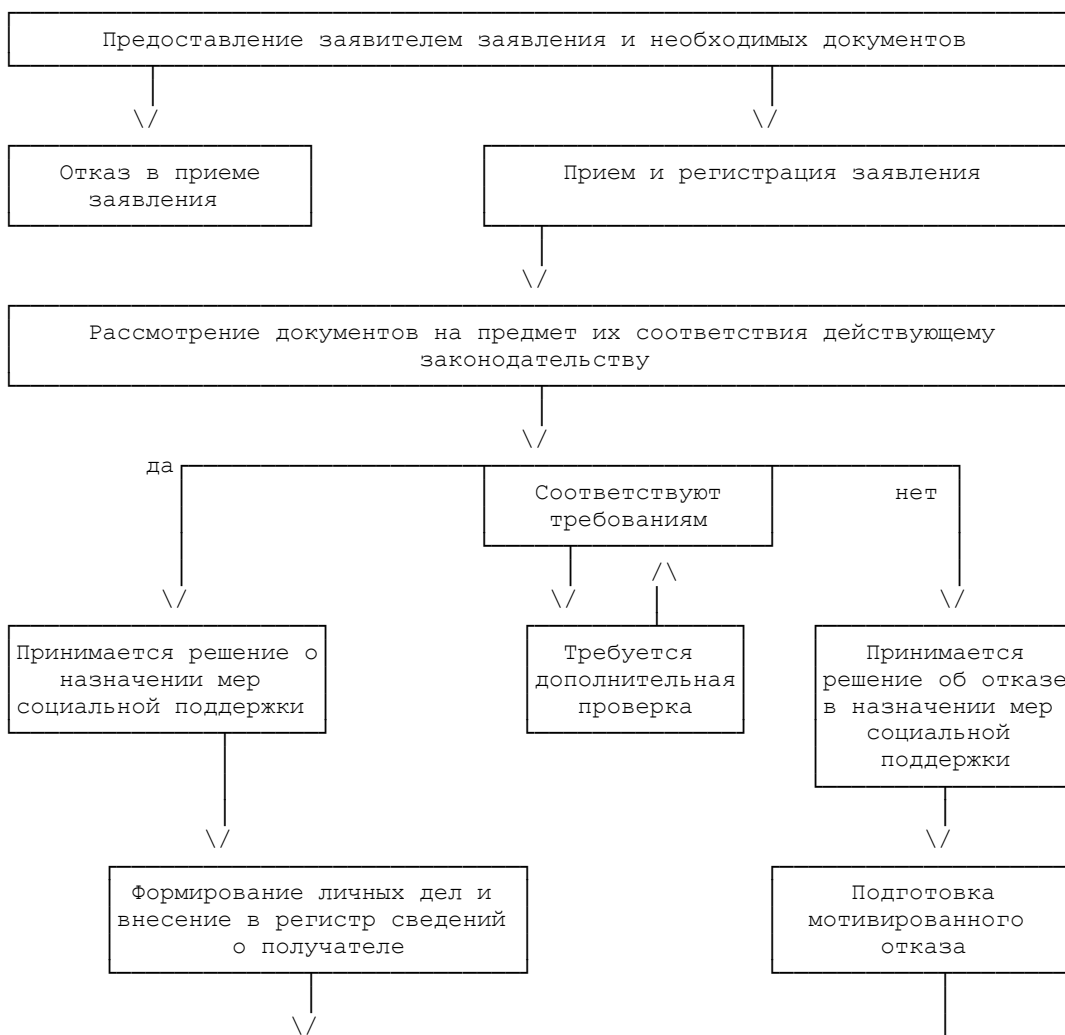 Предоставление заявителем заявления и необходимых документов
Отказ в приеме
заявления
Прием и регистрация заявления
Рассмотрение документов на предмет их соответствия действующему
законодательству
да
Соответствуют
требованиям
нет
Принимается решение о
назначении мер
социальной поддержки
Требуется
дополнительная
проверка
Принимается
решение об отказе
в назначении мер
социальной
поддержки
Формирование личных дел и
внесение в регистр сведений
о получателе
Подготовка
мотивированного
отказа